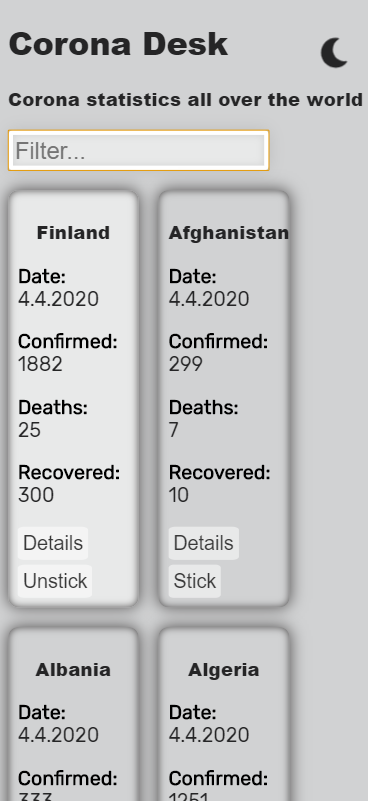 Corona Desk
Corona statistics all over the world
Filter...
Finland
Date:
4.4.2020
Confirmed:
1882
Deaths:
25
Recovered:
300
Details
Unstick
Afghanistan
Date:
4.4.2020
Confirmed:
299
Deaths:
7
Recovered:
10
Details
Stick
Albania
Date:
4.4.2020
Confirmed:
333
Algeria
Date:
4.4.2020
Confirmed:
1251